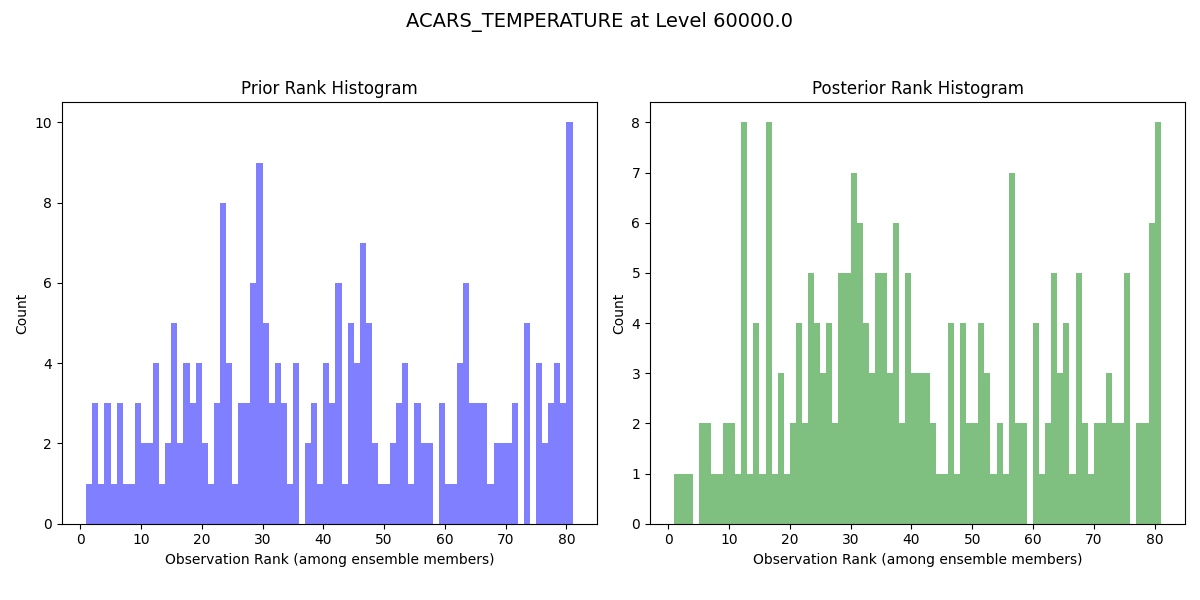 ACARS_TEMPERATURE at Level 60000.0
Prior Rank Histogram
Count
10
8
6
4
2
0
0 10 20 30 40 50 60 70 80
Observation Rank (among ensemble members)
Posterior Rank Histogram
Count
8
7
6
5
4
3
2
1
0
0 10 20 30 40 50 60 70 80
Observation Rank (among ensemble members)